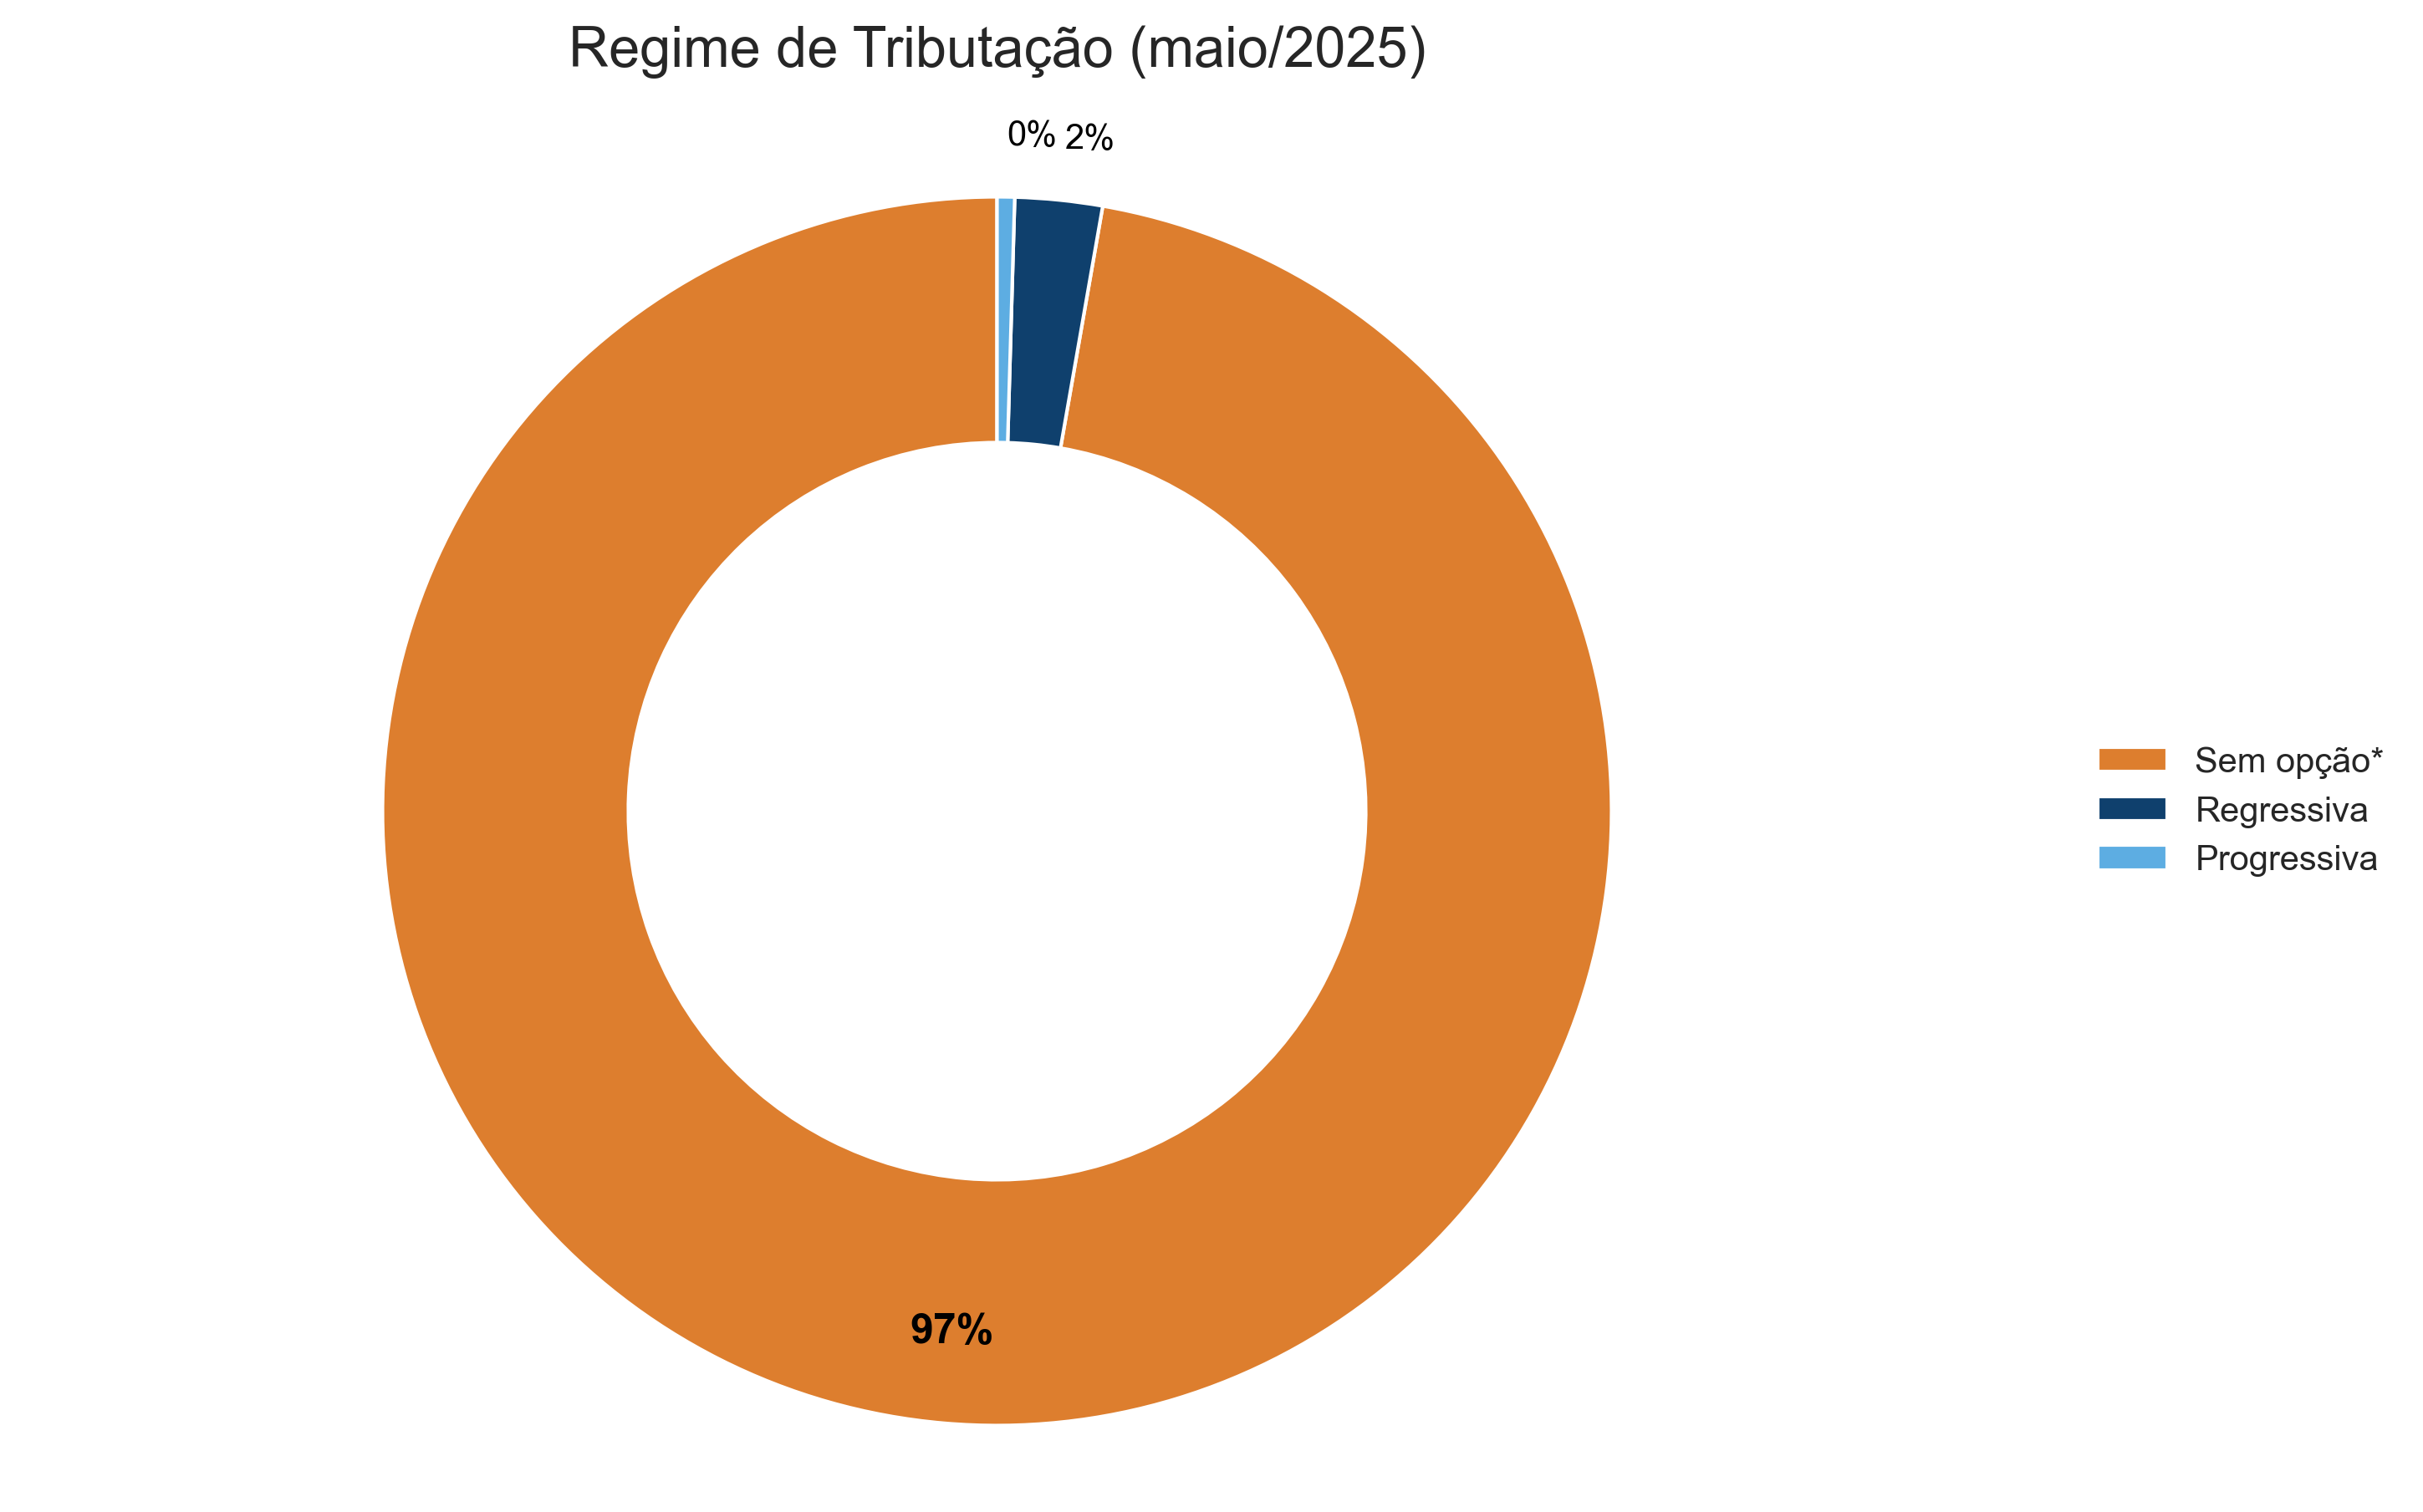 Regime de Tributação (maio/2025)
0% 2%
97%
Sem opção*
Regressiva
Progressiva